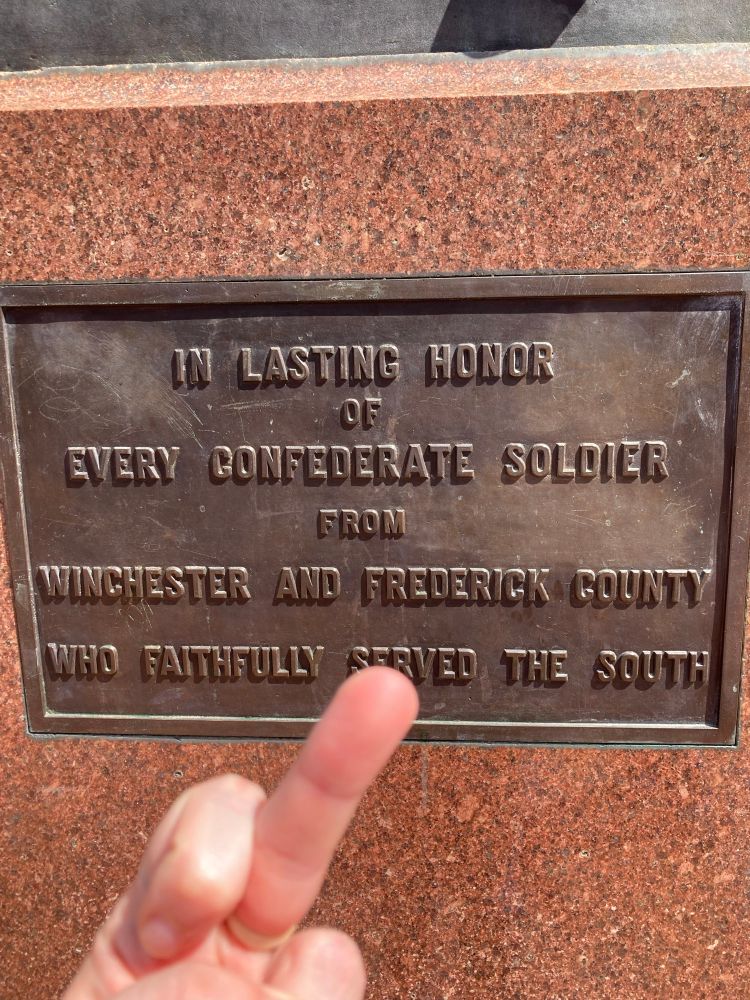 IN LASTING HONOR
OF
EVERY CONFEDERATE SOLDIER
FROM
WINCHESTER AND FREDERICK COUNTY
WHO FAITHFULLY SERVED THE SOUTH